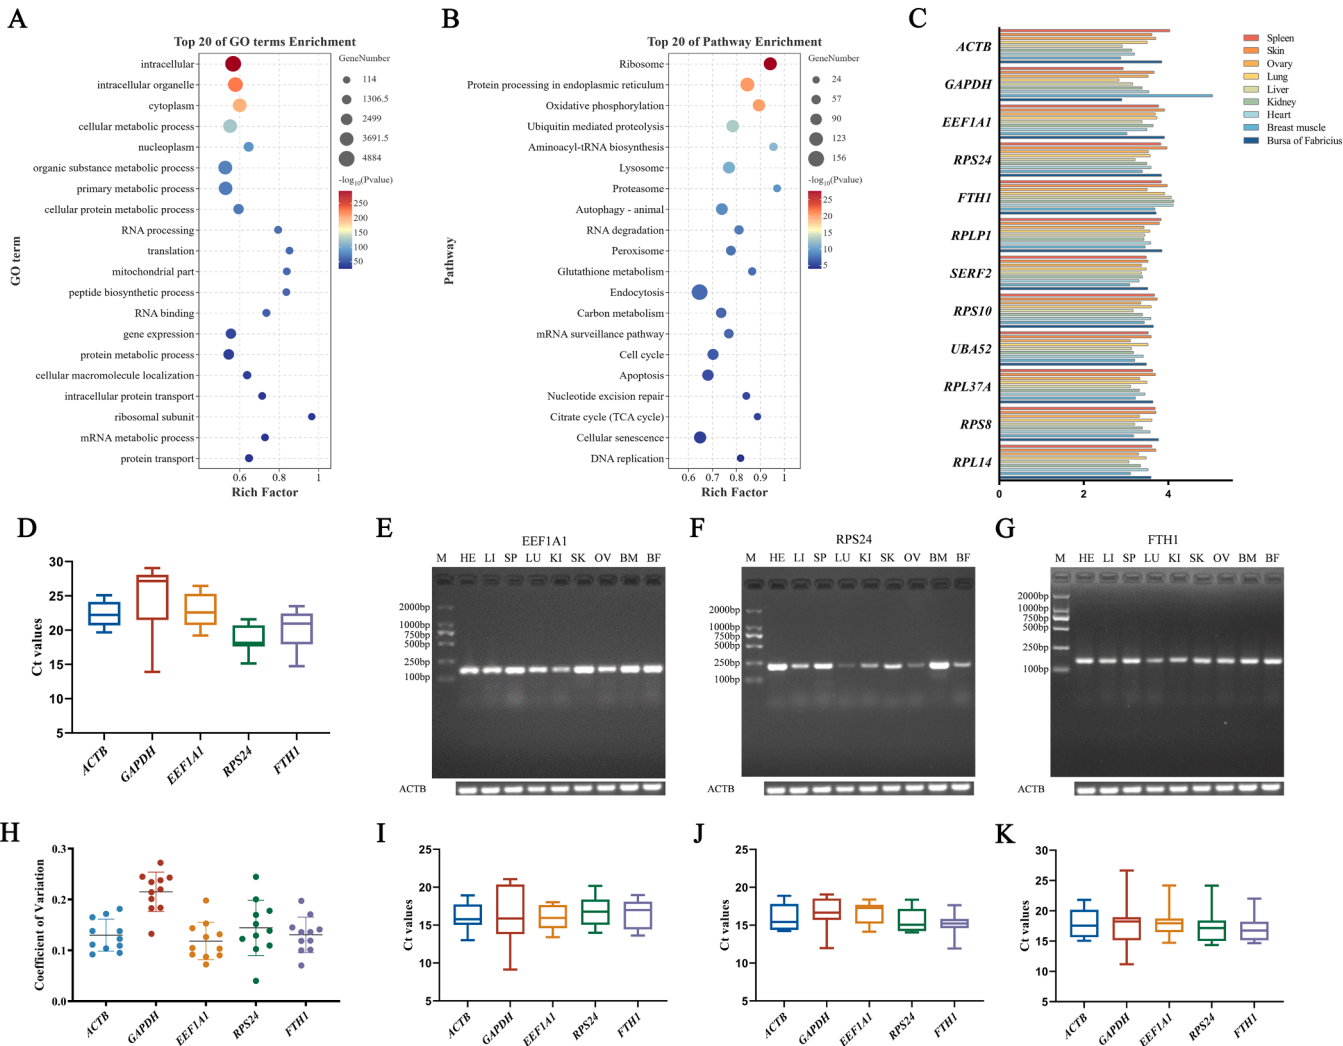 A
Top 20 of GO terms Enrichment
GO term
intracellular
intracellular organelle
cytoplasm
cellular metabolic process
nucleoplasm
organic substance metabolic process
primary metabolic process
cellular protein metabolic process
RNA processing
translation
mitochondrial part
peptide biosynthetic process
RNA binding
gene expression
protein metabolic process
cellular macromolecule localization
intracellular protein transport
ribosomal subunit
mRNA metabolic process
protein transport
0.6 0.8 1
Rich Factor
GeneNumber
114
1306.5
2499
3691.5
4884
-log10(Pvalue)
250
200
150
100
50
B
Top 20 of Pathway Enrichment
Pathway
Ribosome
Protein processing in endoplasmic reticulum
Oxidative phosphorylation
Ubiquitin mediated proteolysis
Aminoacyl-tRNA biosynthesis
Lysosome
Proteasome
Autophagy - animal
RNA degradation
Peroxisome
Glutathione metabolism
Endocytosis
Carbon metabolism
mRNA surveillance pathway
Cell cycle
Apoptosis
Nucleotide excision repair
Citrate cycle (TCA cycle)
Cellular senescence
DNA replication
0.6 0.7 0.8 0.9 1
Rich Factor
GeneNumber
24
57
90
123
156
-log10(Pvalue)
25
20
15
10
5
C
ACTB
GAPDH
EEF1A1
RPS24
FTH1
RPLP1
SERF2
RPS10
UBA52
RPL37A
RPS8
RPL14
0 2 4
Spleen
Skin
Ovary
Lung
Liver
Kidney
Heart
Breast muscle
Bursa of Fabricius
D
Ct values
30
25
20
15
10
5
ACTB GAPDH EEF1A1 RPS24 FTH1
E
EEF1A1
M HE LI SP LU KI SK OV BM BF
2000bp
1000bp
750bp
500bp
250bp
100bp
ACTB
F
RPS24
M HE LI SP LU KI SK OV BM BF
2000bp
1000bp
750bp
500bp
250bp
100bp
ACTB
G
FTH1
M HE LI SP LU KI SK OV BM BF
2000bp
1000bp
750bp
500bp
250bp
100bp
ACTB
H
Coefficient of Variation
0.3
0.2
0.1
0.0
ACTB GAPDH EEF1A1 RPS24 FTH1
I
Ct values
25
20
15
10
5
ACTB GAPDH EEF1A1 RPS24 FTH1
J
Ct values
25
20
15
10
5
ACTB GAPDH EEF1A1 RPS24 FTH1
K
Ct values
30
25
20
15
10
5
ACTB GAPDH EEF1A1 RPS24 FTH1